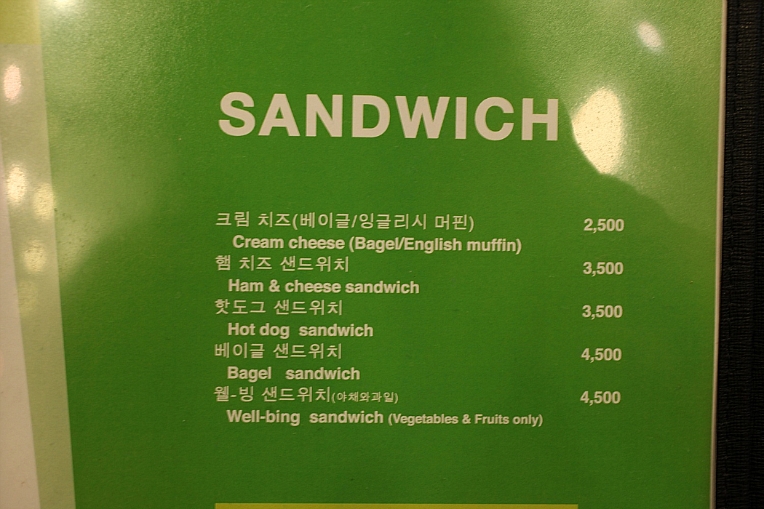 SANDWICH
크림 치즈(베이글/잉글리시 머핀) 2,500
Cream cheese (Bagel/English muffin)
햄 치즈 샌드위치 3,500
Ham & cheese sandwich
핫도그 샌드위치 3,500
Hot dog sandwich
베이글 샌드위치 4,500
Bagel sandwich
웰-빙 샌드위치(야채와과일) 4,500
Well-bing sandwich (Vegetables & Fruits only)